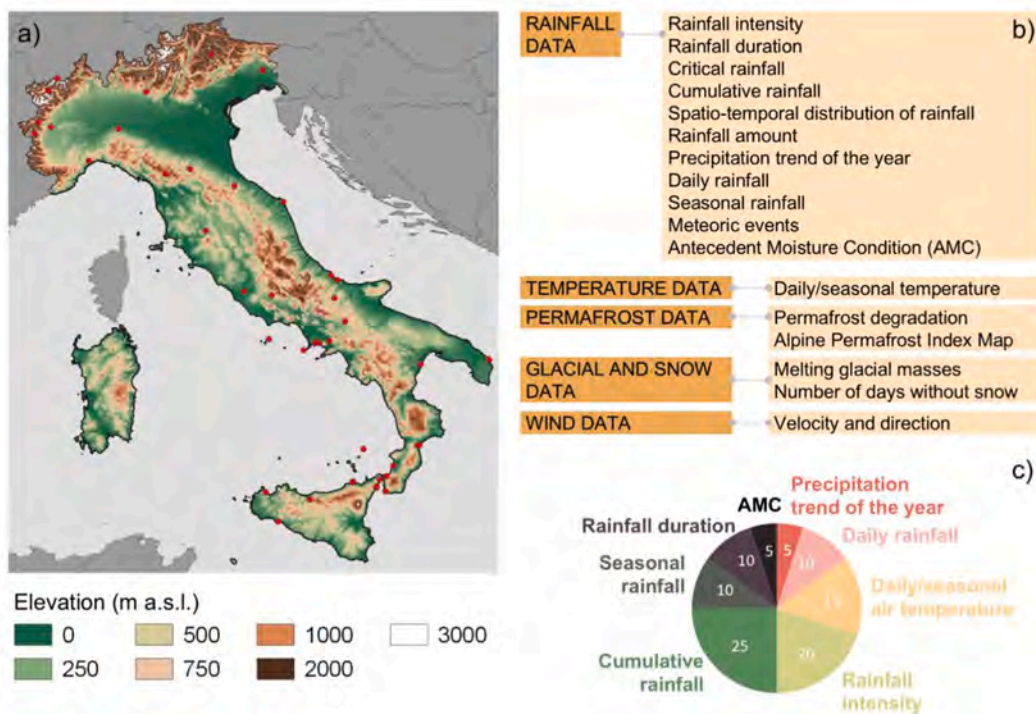 a)
Elevation (m a.s.l.)
0
500
1000
3000
250
750
2000
b)
RAINFALL
DATA
Rainfall intensity
Rainfall duration
Critical rainfall
Cumulative rainfall
Spatio-temporal distribution of rainfall
Rainfall amount
Precipitation trend of the year
Daily rainfall
Seasonal rainfall
Meteoric events
Antecedent Moisture Condition (AMC)
TEMPERATURE DATA
Daily/seasonal temperature
PERMAFROST DATA
Permafrost degradation
Alpine Permafrost Index Map
GLACIAL AND SNOW
DATA
Melting glacial masses
Number of days without snow
WIND DATA
Velocity and direction
c)
AMC
Precipitation
trend of the year
Rainfall duration
Daily rainfall
Seasonal
rainfall
Daily/seasonal
air temperature
Cumulative
rainfall
Rainfall
intensity
5
5
10
10
10
25
20